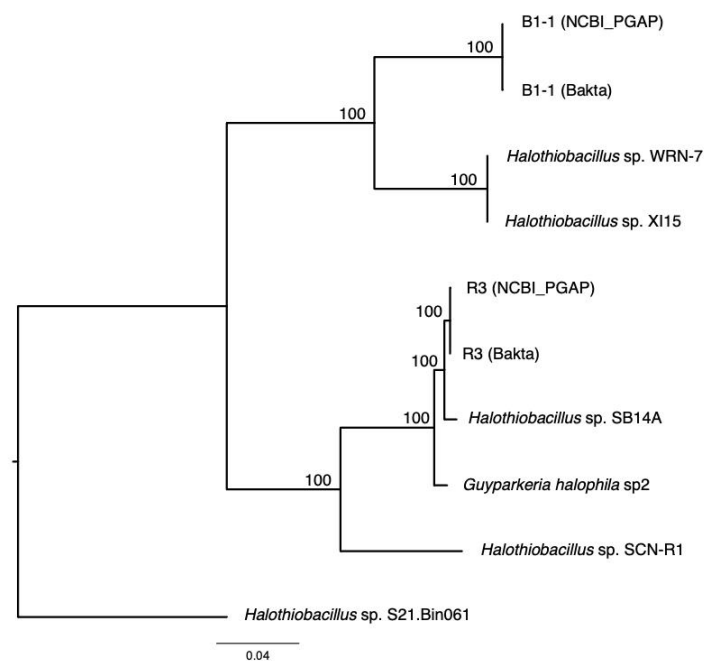 B1-1 (NCBI_PGAP)
100
B1-1 (Bakta)
100
Halothiobacillus sp. WRN-7
100
Halothiobacillus sp. XI15
R3 (NCBI_PGAP)
100
R3 (Bakta)
100
Halothiobacillus sp. SB14A
100
Guyparkeria halophila sp2
100
Halothiobacillus sp. SCN-R1
Halothiobacillus sp. S21.Bin061
0.04